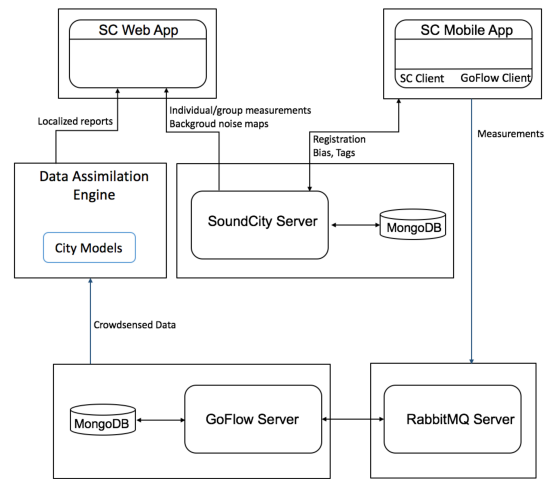 SC Web App
SC Mobile App
SC Client
GoFlow Client
Localized reports
Individual/group measurements
Backgroud noise maps
Registration
Bias, Tags
Measurements
Data Assimilation
Engine
City Models
SoundCity Server
MongoDB
Crowdsensed Data
MongoDB
GoFlow Server
RabbitMQ Server